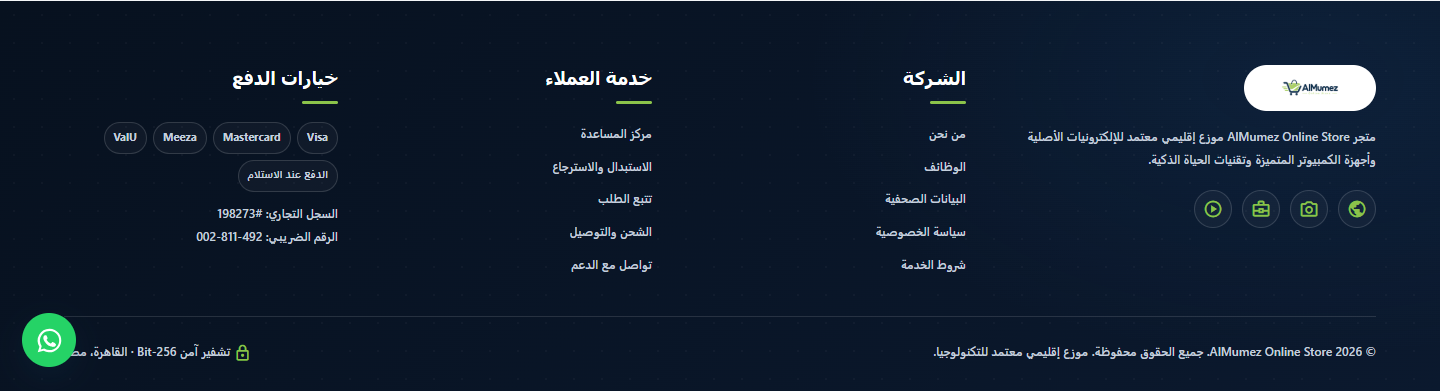 AlMumez
متجر AlMumez Online Store موزع إقليمي معتمد للإلكترونيات الأصلية
وأجهزة الكمبيوتر المتميزة وتقنيات الحياة الذكية.
الشركة
من نحن
الوظائف
البيانات الصحفية
سياسة الخصوصية
شروط الخدمة
خدمة العملاء
مركز المساعدة
الاستبدال والاسترجاع
تتبع الطلب
الشحن والتوصيل
تواصل مع الدعم
خيارات الدفع
Visa Mastercard Meeza ValU
الدفع عند الاستلام
السجل التجاري: #198273
الرقم الضريبي: 492-811-002
© 2026 AlMumez Online Store. جميع الحقوق محفوظة. موزع إقليمي معتمد للتكنولوجيا.
تشفير آمن 256-Bit · القاهرة،